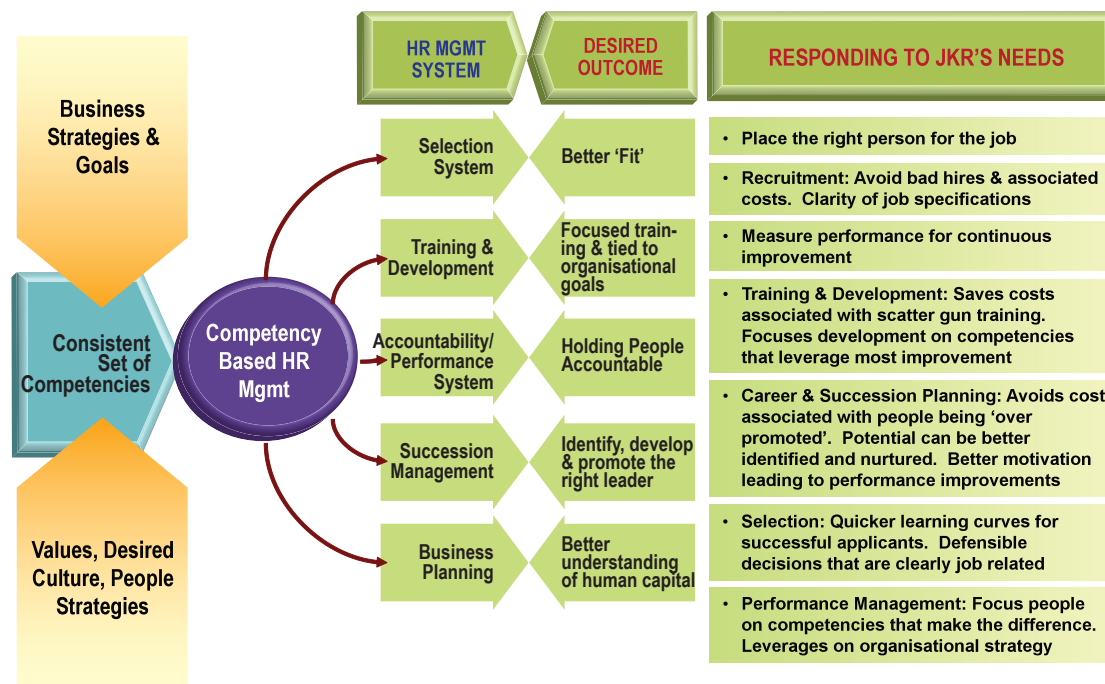 Business
Strategies &
Goals
Consistent
Set of
Competencies
Values, Desired
Culture, People
Strategies
Competency
Based HR
Mgmt
HR MGMT
SYSTEM
Selection
System
Training &
Development
Accountability/
Performance
System
Succession
Management
Business
Planning
DESIRED
OUTCOME
Better ‘Fit’
Focused train-
ing & tied to
organisational
goals
Holding People
Accountable
Identify, develop
& promote the
right leader
Better
understanding
of human capital
RESPONDING TO JKR’S NEEDS
• Place the right person for the job
• Recruitment: Avoid bad hires & associated
costs.  Clarity of job specifications
• Measure performance for continuous
improvement
• Training & Development: Saves costs
associated with scatter gun training.
Focuses development on competencies
that leverage most improvement
• Career & Succession Planning: Avoids cost
associated with people being ‘over
promoted’.  Potential can be better
identified and nurtured.  Better motivation
leading to performance improvements
• Selection: Quicker learning curves for
successful applicants.  Defensible
decisions that are clearly job related
• Performance Management: Focus people
on competencies that make the difference.
Leverages on organisational strategy